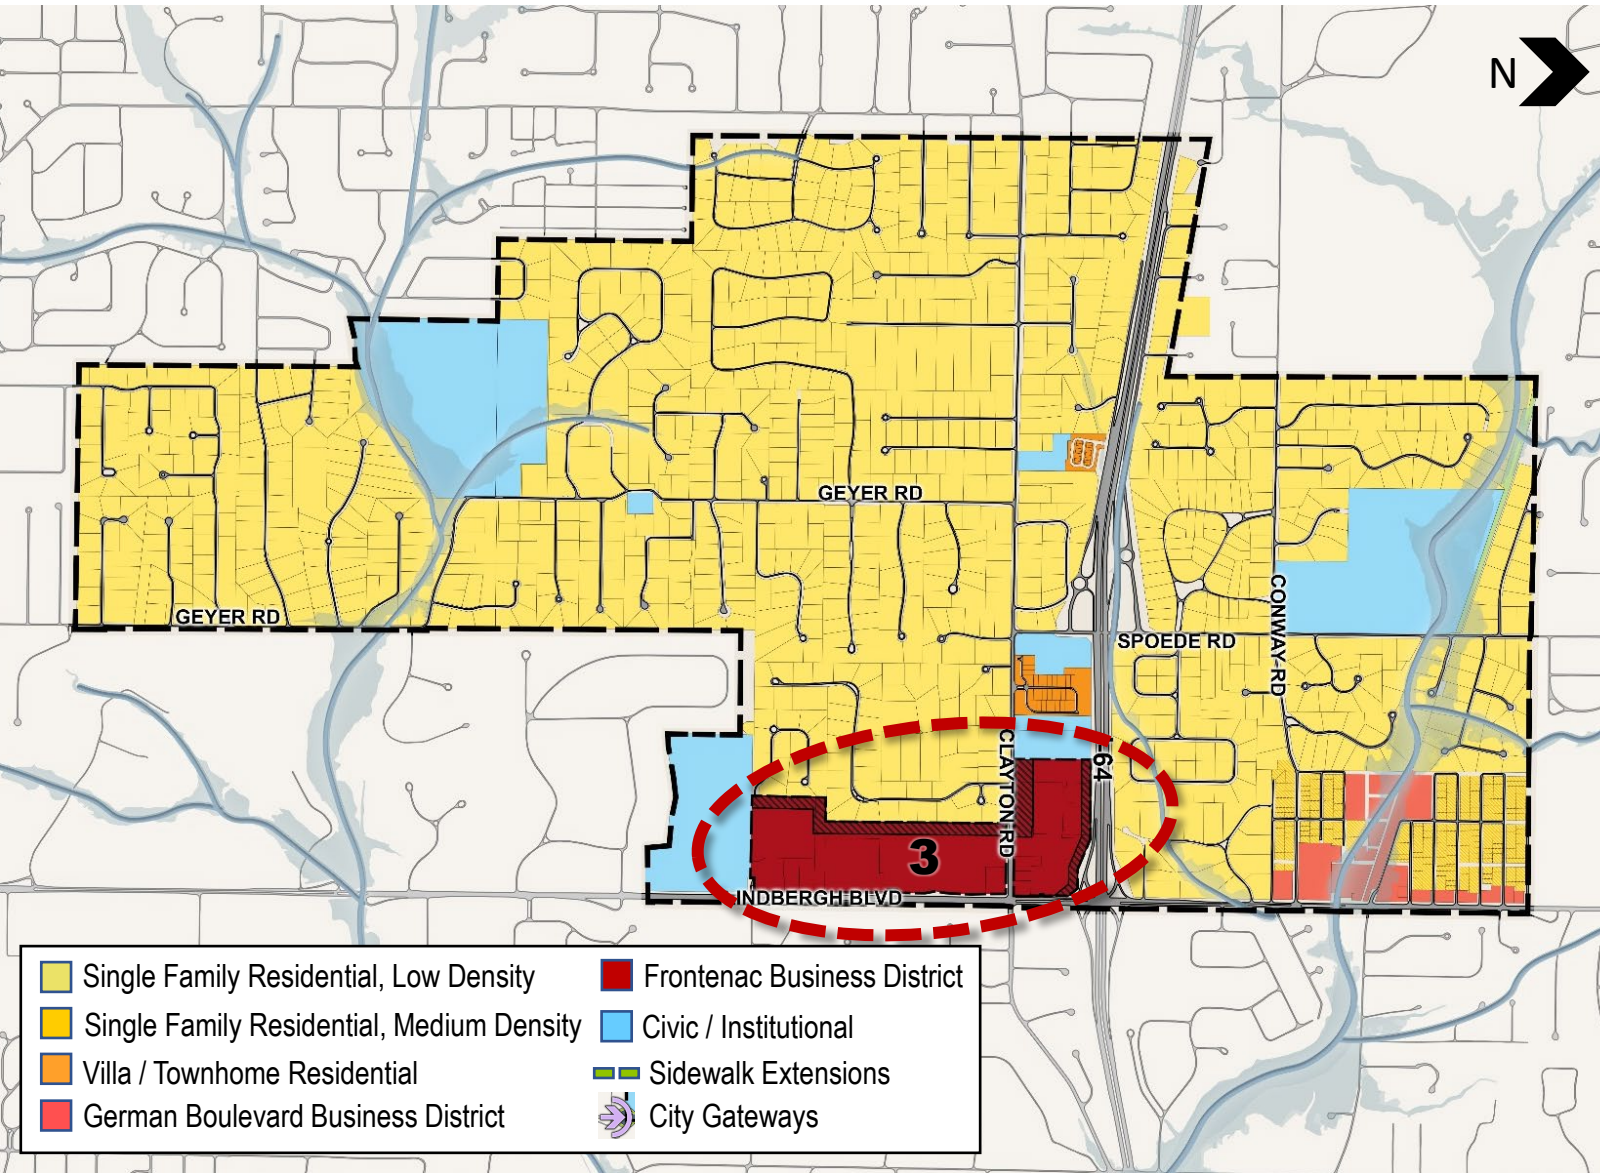 N
GEYER RD
GEYER RD
SPOEDE RD
CONWAY RD
CLAYTON RD
-64
3
INDBERGH BLVD
Single Family Residential, Low Density
Single Family Residential, Medium Density
Villa / Townhome Residential
German Boulevard Business District
Frontenac Business District
Civic / Institutional
Sidewalk Extensions
City Gateways